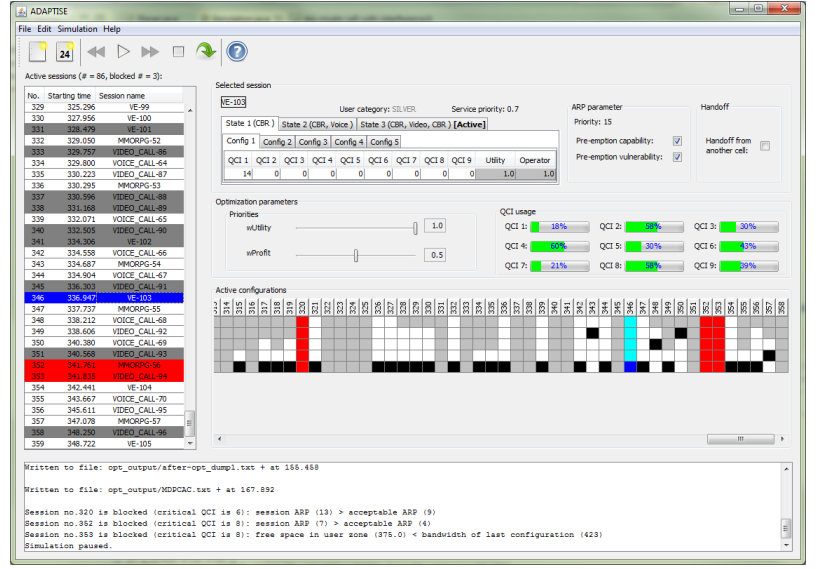 ADAPTISE
File Edit Simulation Help
24
?
Active sessions (# = 86, blocked # = 3):
No. Starting time Session name
329 325.296 VE-99
330 327.956 VE-100
331 328.479 VE-101
332 329.050 MMORPG-52
333 329.757 VIDEO_CALL-86
334 329.800 VOICE_CALL-64
335 330.223 VIDEO_CALL-87
336 330.295 MMORPG-53
337 330.596 VIDEO_CALL-88
338 331.168 VIDEO_CALL-89
339 332.071 VOICE_CALL-65
340 332.505 VIDEO_CALL-90
341 334.306 VE-102
342 334.558 VOICE_CALL-66
343 334.687 MMORPG-54
344 334.904 VOICE_CALL-67
345 336.303 VIDEO_CALL-91
346 336.947 VE-103
347 337.737 MMORPG-55
348 338.212 VOICE_CALL-68
349 338.606 VIDEO_CALL-92
350 340.380 VOICE_CALL-69
351 340.568 VIDEO_CALL-93
352 341.761 MMORPG-56
353 341.835 VIDEO_CALL-94
354 342.441 VE-104
355 343.667 VOICE_CALL-70
356 345.611 VIDEO_CALL-95
357 347.078 MMORPG-57
358 348.250 VIDEO_CALL-96
359 348.722 VE-105
Selected session
VE-103
User category: SILVER Service priority: 0.7
State 1 (CBR ) State 2 (CBR, Voice ) State 3 (CBR, Video, CBR ) [Active]
Config 1 Config 2 Config 3 Config 4 Config 5
QCI 1 QCI 2 QCI 3 QCI 4 QCI 5 QCI 6 QCI 7 QCI 8 QCI 9 Utility Operator
14 0 0 0 0 0 0 0 0 1.0 1.0
ARP parameter
Priority: 15
Pre-emption capability:
Pre-emption vulnerability:
Handoff
Handoff from
another cell:
Optimization parameters
Priorities
wUtility 1.0
wProfit 0.5
QCI usage
QCI 1: 18% QCI 2: 58% QCI 3: 30%
QCI 4: 60% QCI 5: 30% QCI 6: 43%
QCI 7: 21% QCI 8: 58% QCI 9: 39%
Active configurations
314 315 316 317 318 319 320 321 322 323 324 325 326 327 328 329 330 331 332 333 334 335 336 337 338 339 340 341 342 343 344 345 346 347 348 349 350 351 352 353 354 355 356 357 358
Written to file: opt_output/after-opt_dump1.txt + at 155.458
Written to file: opt_output/MDPCAC.txt + at 167.892
Session no.320 is blocked (critical QCI is 6): session ARP (13) > acceptable ARP (9)
Session no.352 is blocked (critical QCI is 8): session ARP (7) > acceptable ARP (4)
Session no.353 is blocked (critical QCI is 8): free space in user zone (375.0) < bandwidth of last configuration (423)
Simulation paused.